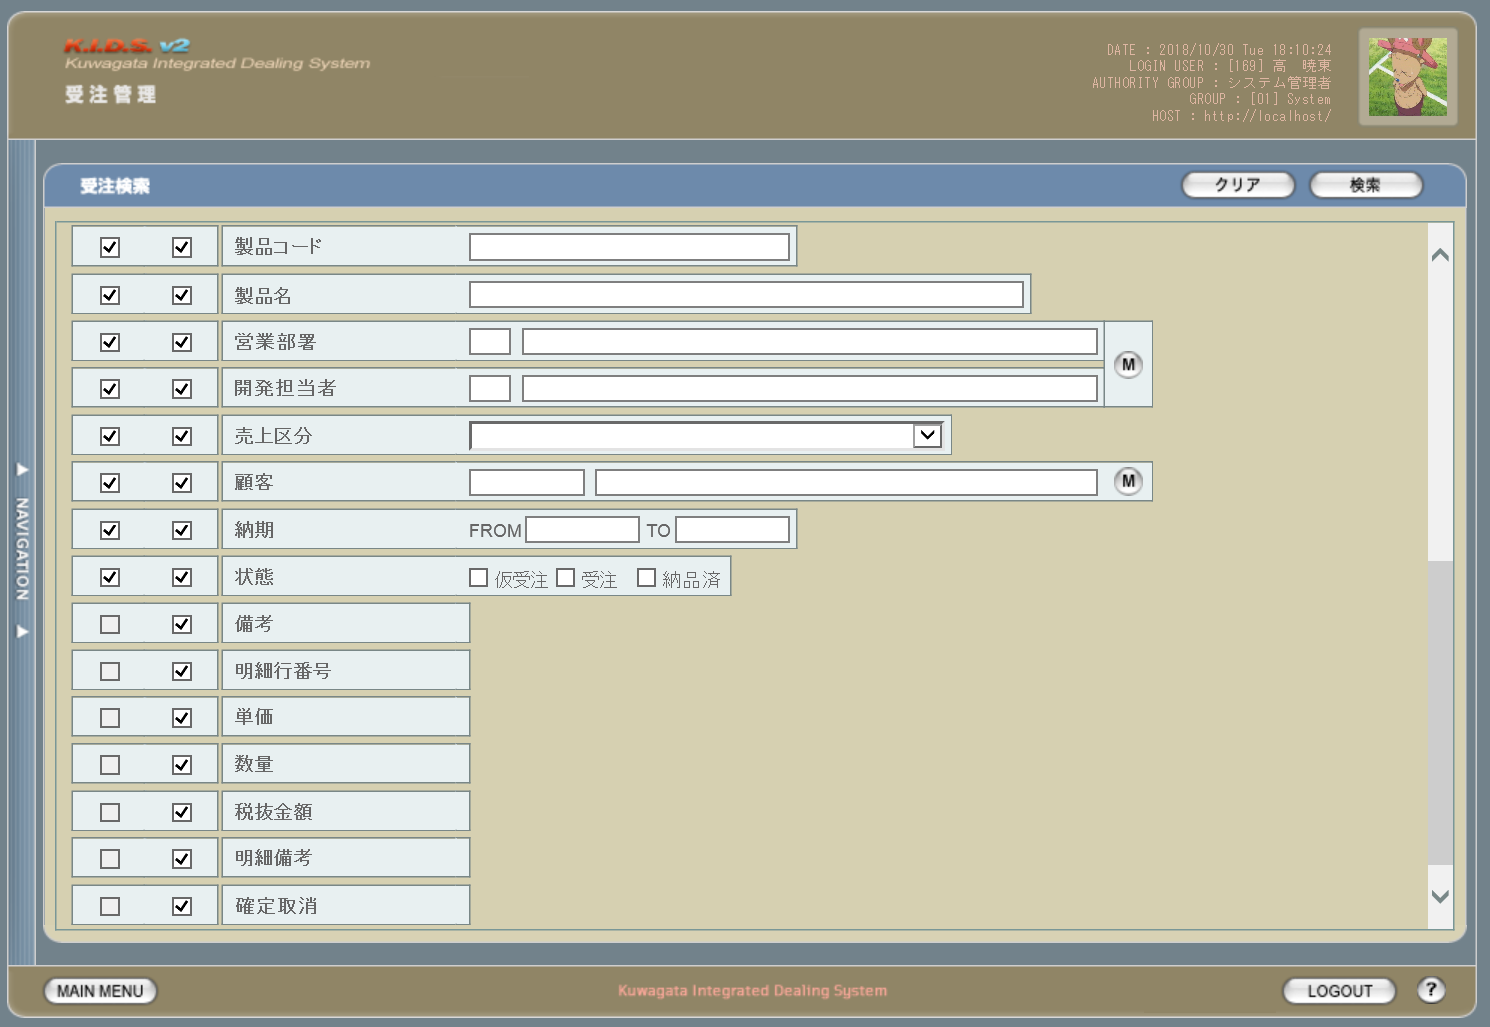 K.I.D.S. v2
Kuwagata Integrated Dealing System
受注管理
DATE : 2018/10/30 Tue 18:10:24
LOGIN USER : [169] 高　暁東
AUTHORITY GROUP : システム管理者
GROUP : [01] System
HOST : http://localhost/
受注検索
クリア
検索
製品コード
製品名
営業部署
M
開発担当者
売上区分
顧客
M
納期 FROM TO
状態 仮受注 受注 納品済
備考
明細行番号
単価
数量
税抜金額
明細備考
確定取消
NAVIGATION
MAIN MENU
Kuwagata Integrated Dealing System
LOGOUT
?